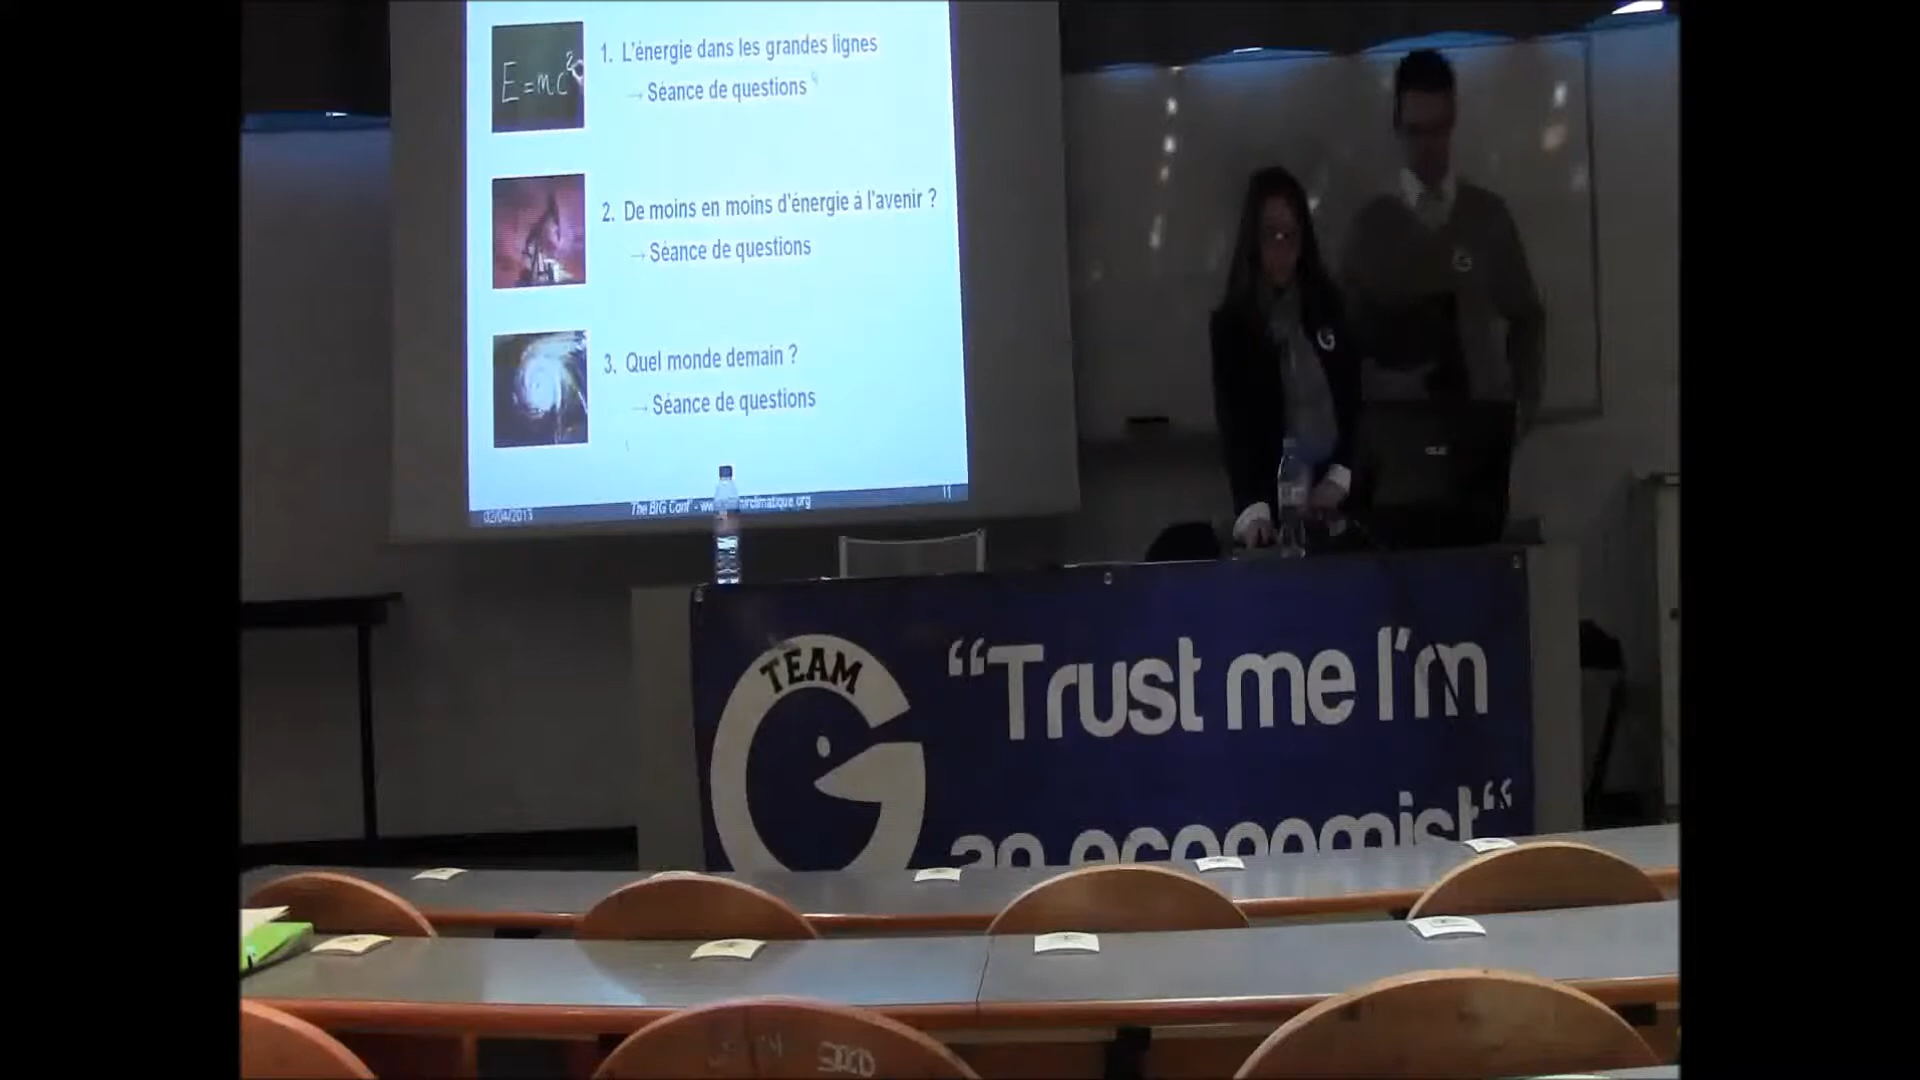 E=mc²
1. L'énergie dans les grandes lignes
→ Séance de questions
2. De moins en moins d'énergie à l'avenir ?
→ Séance de questions
3. Quel monde demain ?
→ Séance de questions
02/04/2013
The BIG Conf' - 
11
TEAM
G
“Trust me I'm
an economist“